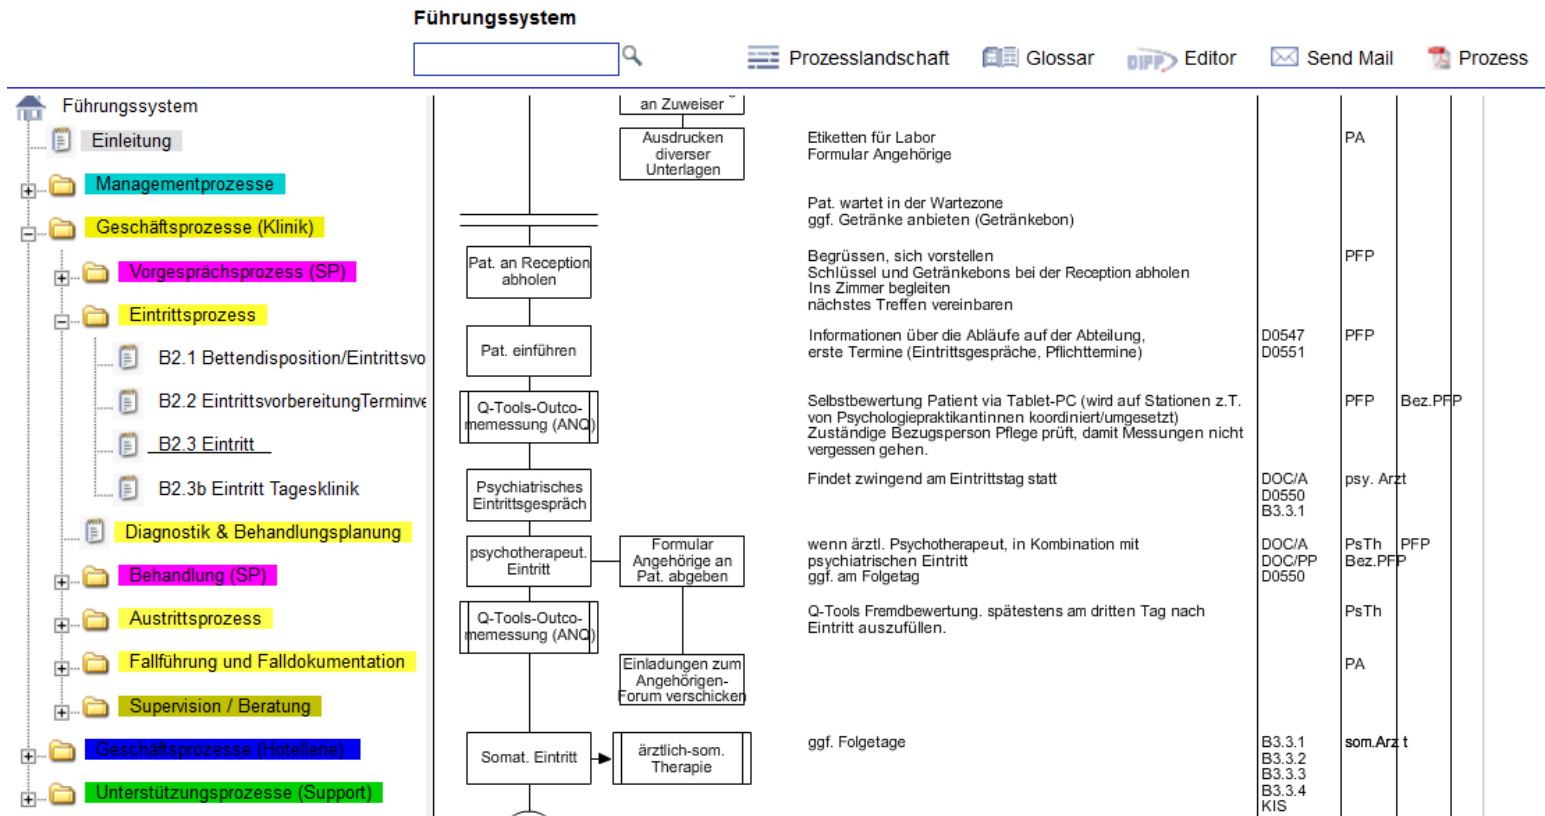 Führungssystem
Prozesslandschaft
Glossar
DIPP
Editor
Send Mail
Prozess
Führungssystem
Einleitung
Managementprozesse
Geschäftsprozesse (Klinik)
Vorgesprächsprozess (SP)
Eintrittsprozess
B2.1 Bettendisposition/Eintrittsvo
B2.2 EintrittsvorbereitungTerminve
B2.3 Eintritt
B2.3b Eintritt Tagesklinik
Diagnostik & Behandlungsplanung
Behandlung (SP)
Austrittsprozess
Fallführung und Falldokumentation
Supervision / Beratung
Geschäftsprozesse (Hotellerie)
Unterstützungsprozesse (Support)
an Zuweiser
Ausdrucken
diverser
Unterlagen
Etiketten für Labor
Formular Angehörige
PA
Pat. wartet in der Wartezone
ggf. Getränke anbieten (Getränkebon)
Pat. an Reception
abholen
Begrüssen, sich vorstellen
Schlüssel und Getränkebons bei der Reception abholen
Ins Zimmer begleiten
nächstes Treffen vereinbaren
PFP
Pat. einführen
Informationen über die Abläufe auf der Abteilung,
erste Termine (Eintrittsgespräche, Pflichttermine)
D0547
D0551
PFP
Q-Tools-Outco-
memessung (ANQ)
Selbstbewertung Patient via Tablet-PC (wird auf Stationen z.T.
von Psychologiepraktikantinnen koordiniert/umgesetzt)
Zuständige Bezugsperson Pflege prüft, damit Messungen nicht
vergessen gehen.
PFP
Bez.PFP
Psychiatrisches
Eintrittsgespräch
Findet zwingend am Eintrittstag statt
DOC/A
D0550
B3.3.1
psy. Arzt
psychotherapeut.
Eintritt
Formular
Angehörige an
Pat. abgeben
wenn ärztl. Psychotherapeut, in Kombination mit
psychiatrischen Eintritt
ggf. am Folgetag
DOC/A
DOC/PP
D0550
PsTh
Bez.PFP
PFP
Q-Tools-Outco-
memessung (ANQ)
Q-Tools Fremdbewertung. spätestens am dritten Tag nach
Eintritt auszufüllen.
PsTh
Einladungen zum
Angehörigen-
Forum verschicken
PA
Somat. Eintritt
ärztlich-som.
Therapie
ggf. Folgetage
B3.3.1
B3.3.2
B3.3.3
B3.3.4
KIS
som.Arzt